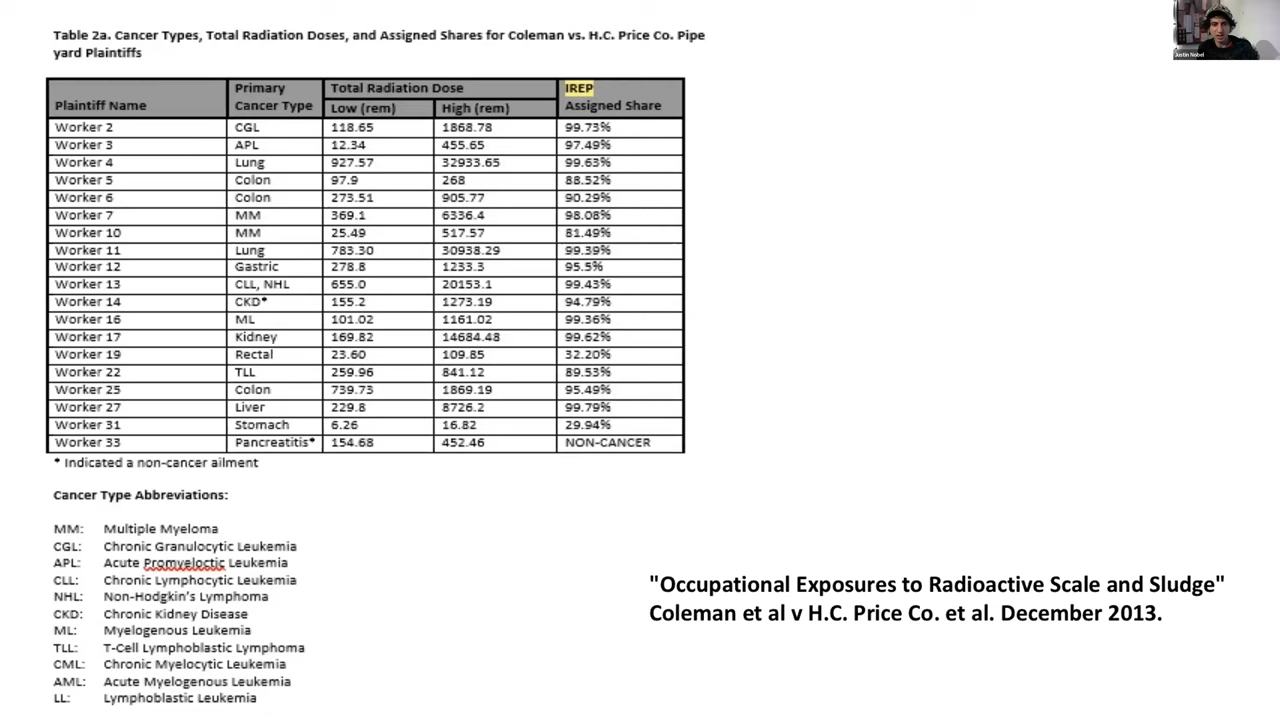 Table 2a. Cancer Types, Total Radiation Doses, and Assigned Shares for Coleman vs. H.C. Price Co. Pipe
yard Plaintiffs
Plaintiff Name Primary Cancer Type Total Radiation Dose Low (rem) High (rem) IREP Assigned Share
Worker 2 CGL 118.65 1868.78 99.73%
Worker 3 APL 12.34 455.65 97.49%
Worker 4 Lung 927.57 32933.65 99.63%
Worker 5 Colon 97.9 268 88.52%
Worker 6 Colon 273.51 905.77 90.29%
Worker 7 MM 369.1 6336.4 98.08%
Worker 10 MM 25.49 517.57 81.49%
Worker 11 Lung 783.30 30938.29 99.39%
Worker 12 Gastric 278.8 1233.3 95.5%
Worker 13 CLL, NHL 655.0 20153.1 99.43%
Worker 14 CKD* 155.2 1273.19 94.79%
Worker 16 ML 101.02 1161.02 99.36%
Worker 17 Kidney 169.82 14684.48 99.62%
Worker 19 Rectal 23.60 109.85 32.20%
Worker 22 TLL 259.96 841.12 89.53%
Worker 25 Colon 739.73 1869.19 95.49%
Worker 27 Liver 229.8 8726.2 99.79%
Worker 31 Stomach 6.26 16.82 29.94%
Worker 33 Pancreatitis* 154.68 452.46 NON-CANCER
* Indicated a non-cancer ailment
Cancer Type Abbreviations:
MM: Multiple Myeloma
CGL: Chronic Granulocytic Leukemia
APL: Acute Promyeloctic Leukemia
CLL: Chronic Lymphocytic Leukemia
NHL: Non-Hodgkin's Lymphoma
CKD: Chronic Kidney Disease
ML: Myelogenous Leukemia
TLL: T-Cell Lymphoblastic Lymphoma
CML: Chronic Myelocytic Leukemia
AML: Acute Myelogenous Leukemia
LL: Lymphoblastic Leukemia
"Occupational Exposures to Radioactive Scale and Sludge"
Coleman et al v H.C. Price Co. et al. December 2013.
Justin Nobel